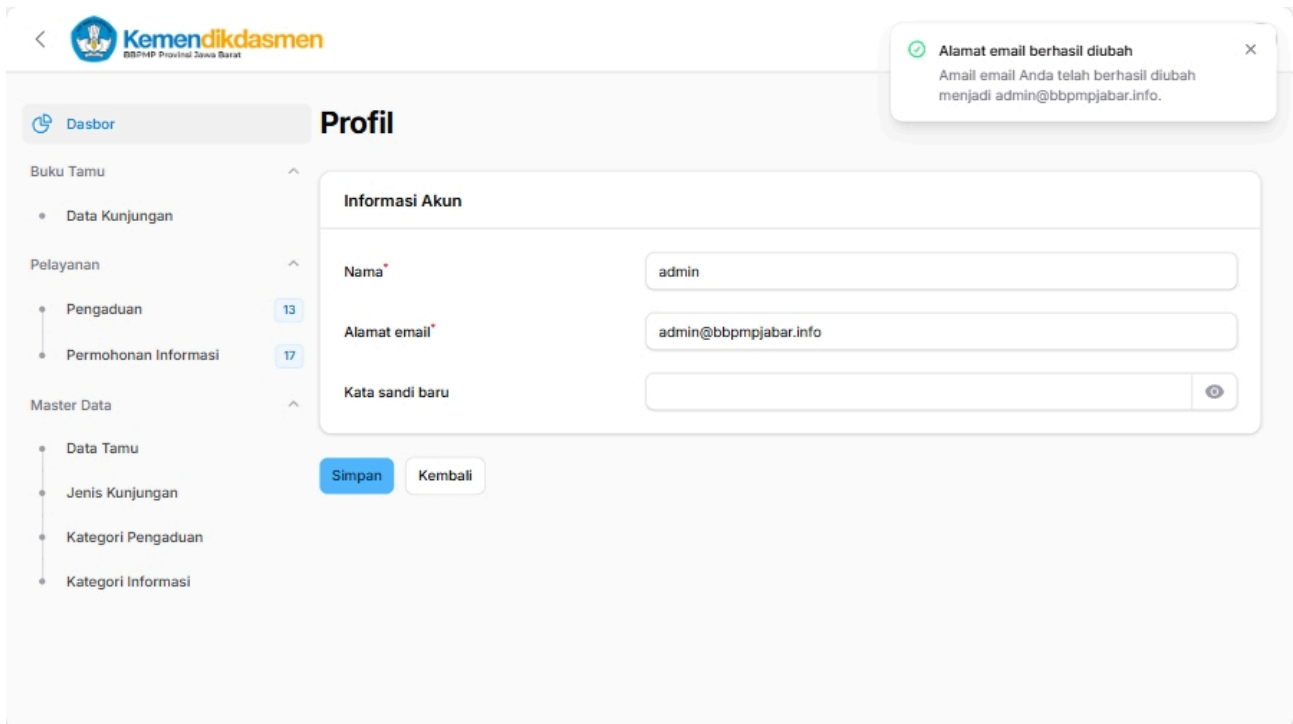 Kemendikdasmen
BBPMP Provinsi Jawa Barat
Alamat email berhasil diubah
Amail email Anda telah berhasil diubah
menjadi admin@bbpmpjabar.info.
Dasbor
Buku Tamu
Data Kunjungan
Pelayanan
Pengaduan 13
Permohonan Informasi 17
Master Data
Data Tamu
Jenis Kunjungan
Kategori Pengaduan
Kategori Informasi
Profil
Informasi Akun
Nama* admin
Alamat email* admin@bbpmpjabar.info
Kata sandi baru
Simpan Kembali